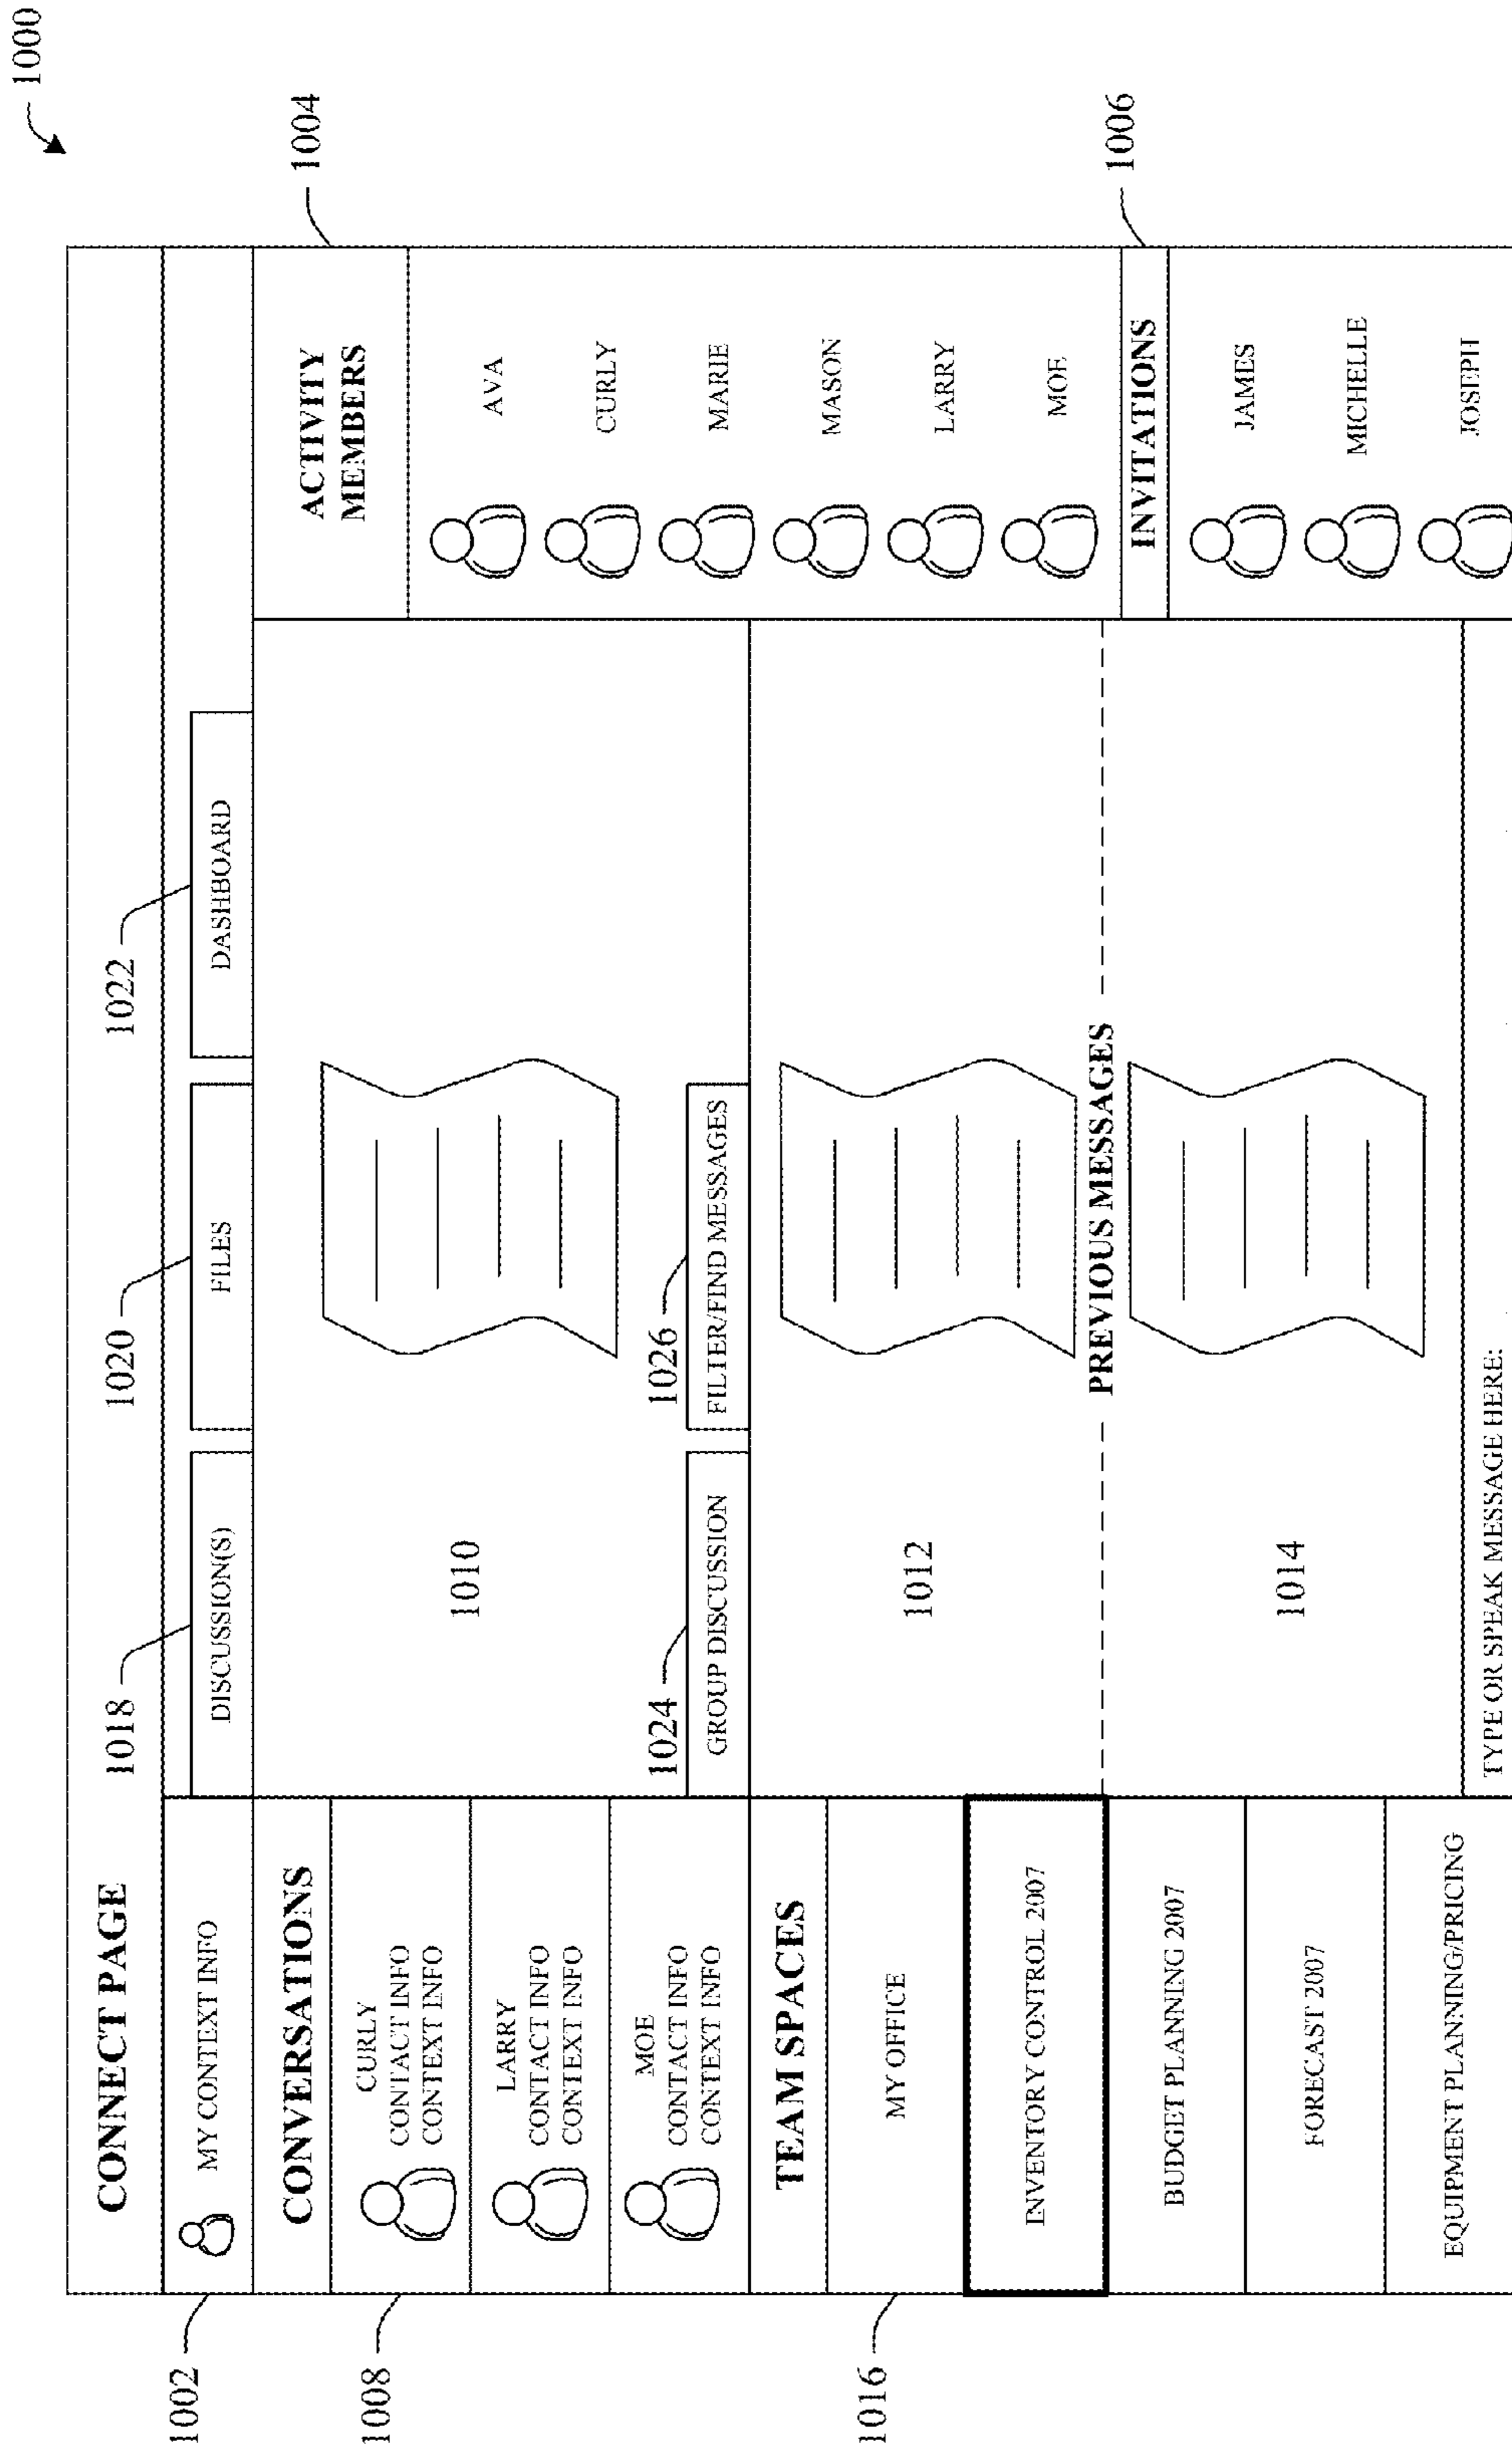 1000
CONNECT PAGE
1002
MY CONTEXT INFO
1018
DISCUSSION(S)
1020
FILES
1022
DASHBOARD
CONVERSATIONS
1008
CURLY
CONTACT INFO
CONTEXT INFO
LARRY
CONTACT INFO
CONTEXT INFO
MOE
CONTACT INFO
CONTEXT INFO
TEAM SPACES
1016
MY OFFICE
INVENTORY CONTROL 2007
BUDGET PLANNING 2007
FORECAST 2007
EQUIPMENT PLANNING/PRICING
1010
1024
GROUP DISCUSSION
1026
FILTER/FIND MESSAGES
1012
PREVIOUS MESSAGES
1014
TYPE OR SPEAK MESSAGE HERE:
1004
ACTIVITY
MEMBERS
AVA
CURLY
MARIE
MASON
LARRY
MOE
1006
INVITATIONS
JAMES
MICHELLE
JOSEPH